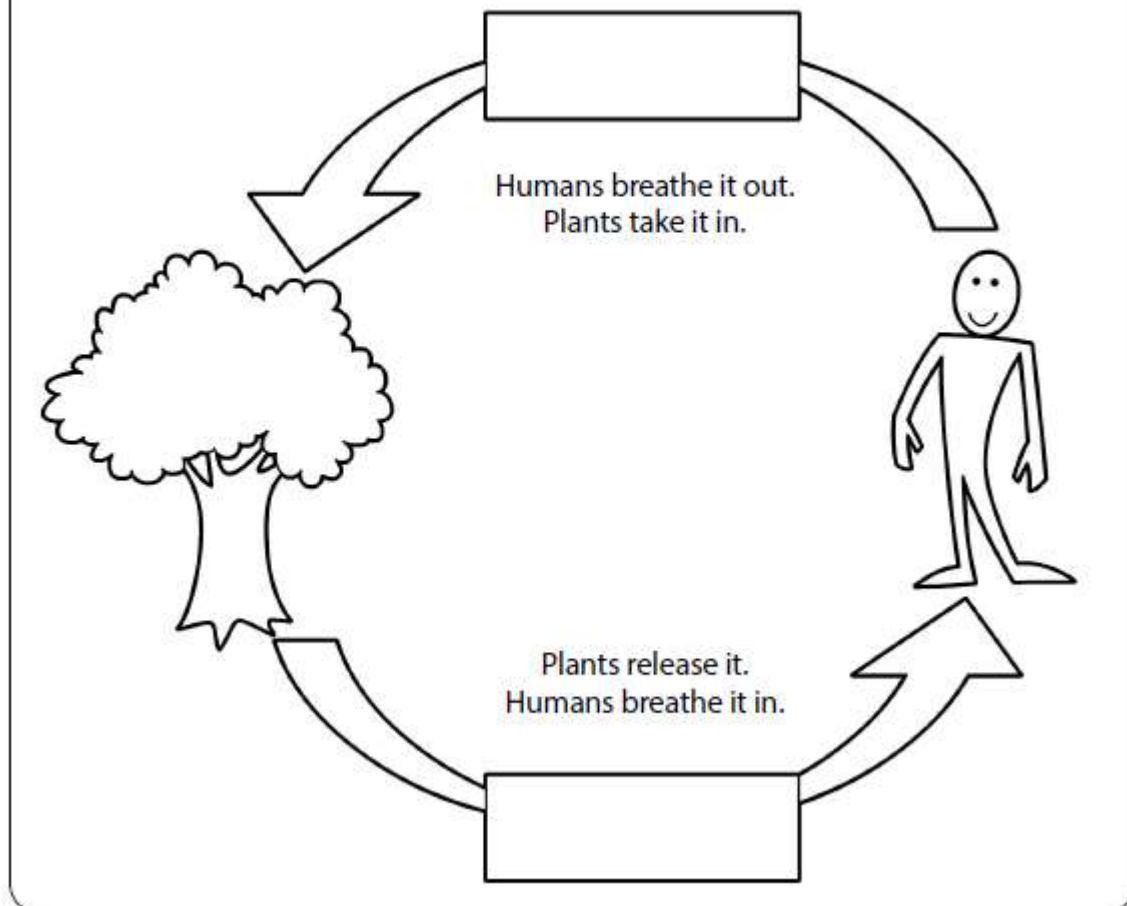 Humans breathe it out.
Plants take it in.
Plants release it.
Humans breathe it in.